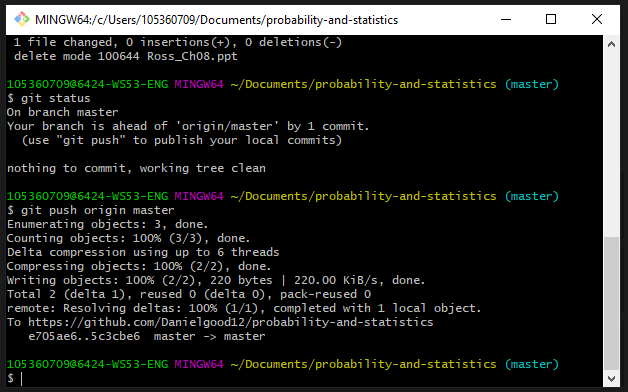 MINGW64:/c/Users/105360709/Documents/probability-and-statistics
1 file changed, 0 insertions(+), 0 deletions(-)
delete mode 100644 Ross_Ch08.ppt
105360709@6424-WS53-ENG MINGW64 ~/Documents/probability-and-statistics (master)
$ git status
On branch master
Your branch is ahead of 'origin/master' by 1 commit.
(use "git push" to publish your local commits)
nothing to commit, working tree clean
105360709@6424-WS53-ENG MINGW64 ~/Documents/probability-and-statistics (master)
$ git push origin master
Enumerating objects: 3, done.
Counting objects: 100% (3/3), done.
Delta compression using up to 6 threads
Compressing objects: 100% (2/2), done.
Writing objects: 100% (2/2), 220 bytes | 220.00 KiB/s, done.
Total 2 (delta 1), reused 0 (delta 0), pack-reused 0
remote: Resolving deltas: 100% (1/1), completed with 1 local object.
To https://github.com/Danielgood12/probability-and-statistics
e705ae6..5c3cbe6  master -> master
105360709@6424-WS53-ENG MINGW64 ~/Documents/probability-and-statistics (master)
$